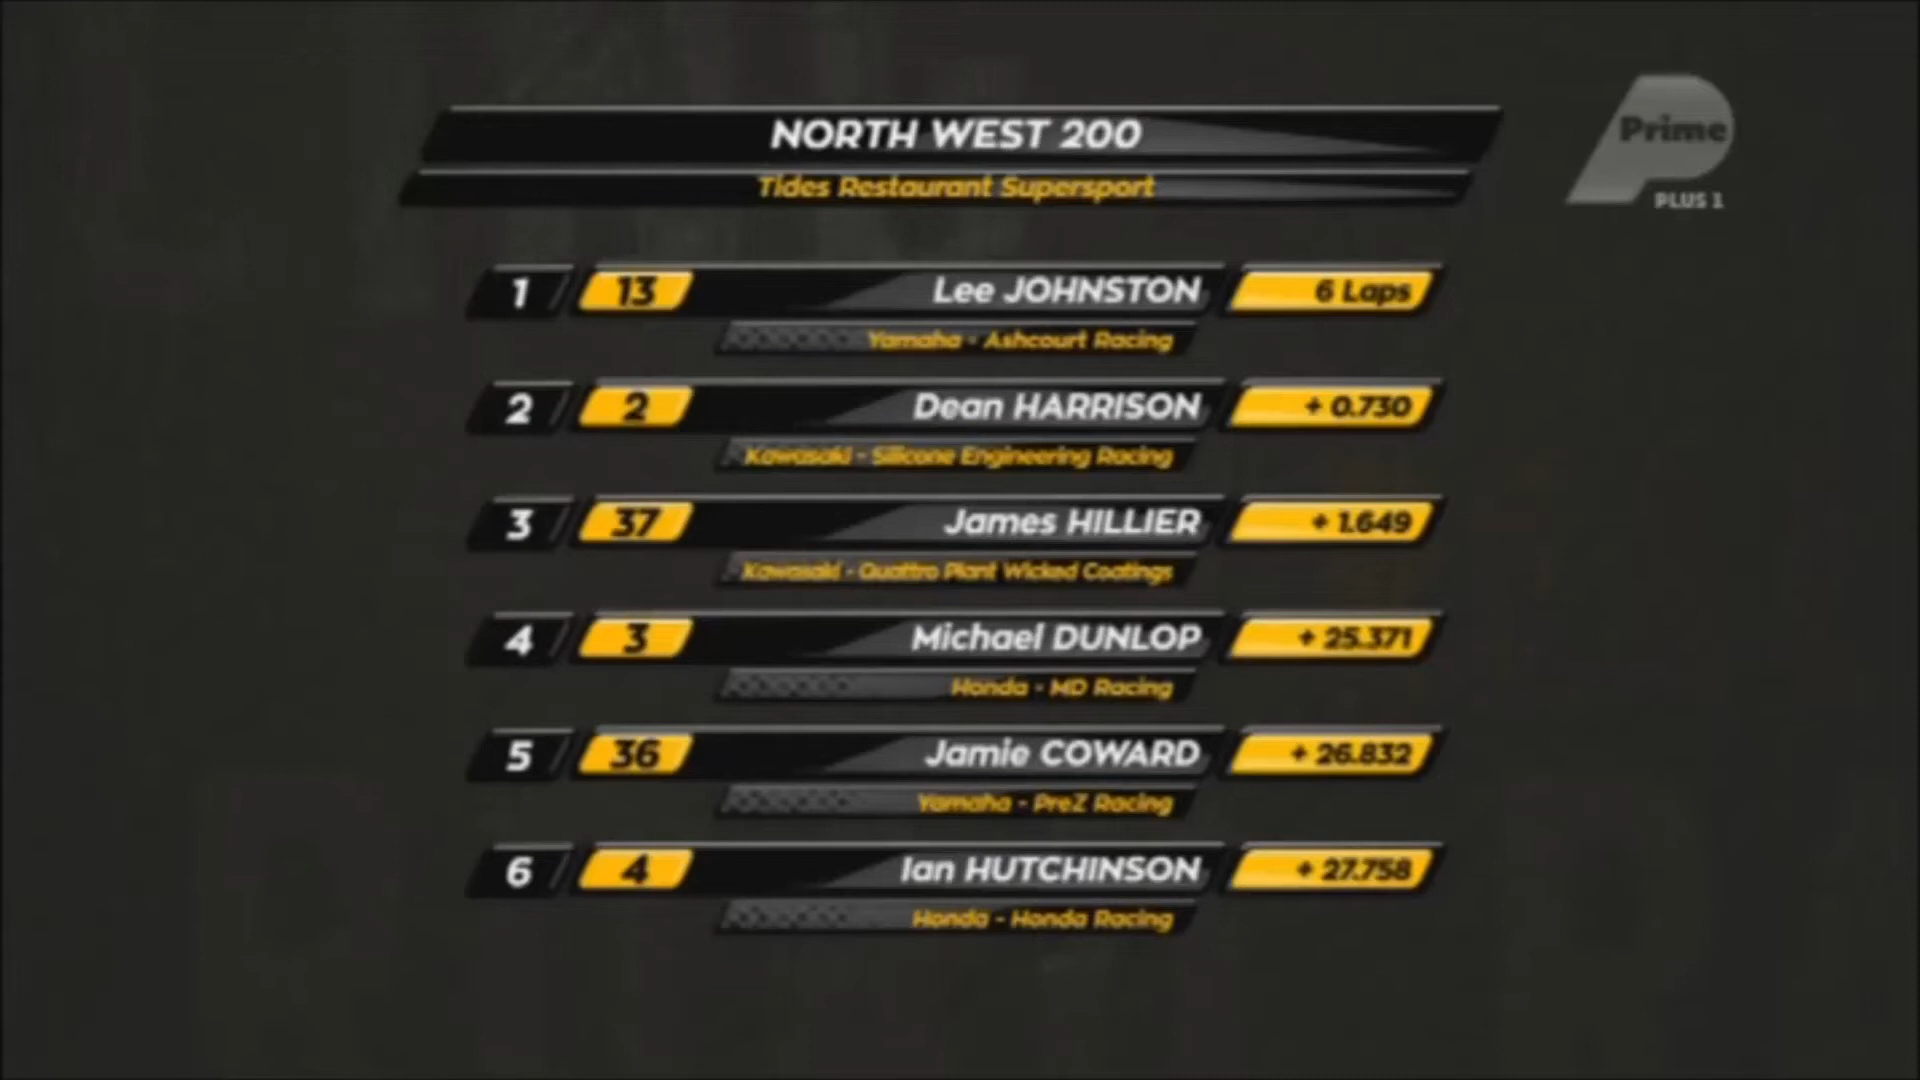 NORTH WEST 200
Tides Restaurant Supersport
Prime
PLUS 1
1 13 Lee JOHNSTON 6 Laps
Yamaha - Ashcourt Racing
2 2 Dean HARRISON + 0.730
Kawasaki - Silicone Engineering Racing
3 37 James HILLIER + 1.649
Kawasaki - Quattro Plant Wicked Coatings
4 3 Michael DUNLOP + 25.371
Honda - MD Racing
5 36 Jamie COWARD + 26.832
Yamaha - PreZ Racing
6 4 Ian HUTCHINSON + 27.758
Honda - Honda Racing